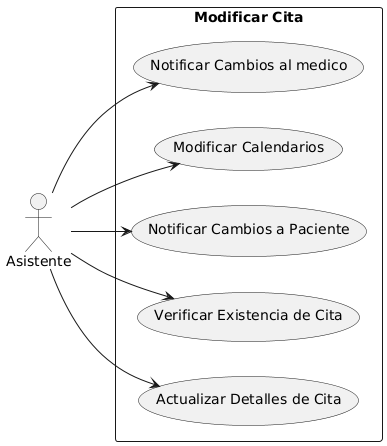 Modificar Cita
Notificar Cambios al medico
Modificar Calendarios
Notificar Cambios a Paciente
Asistente
Verificar Existencia de Cita
Actualizar Detalles de Cita